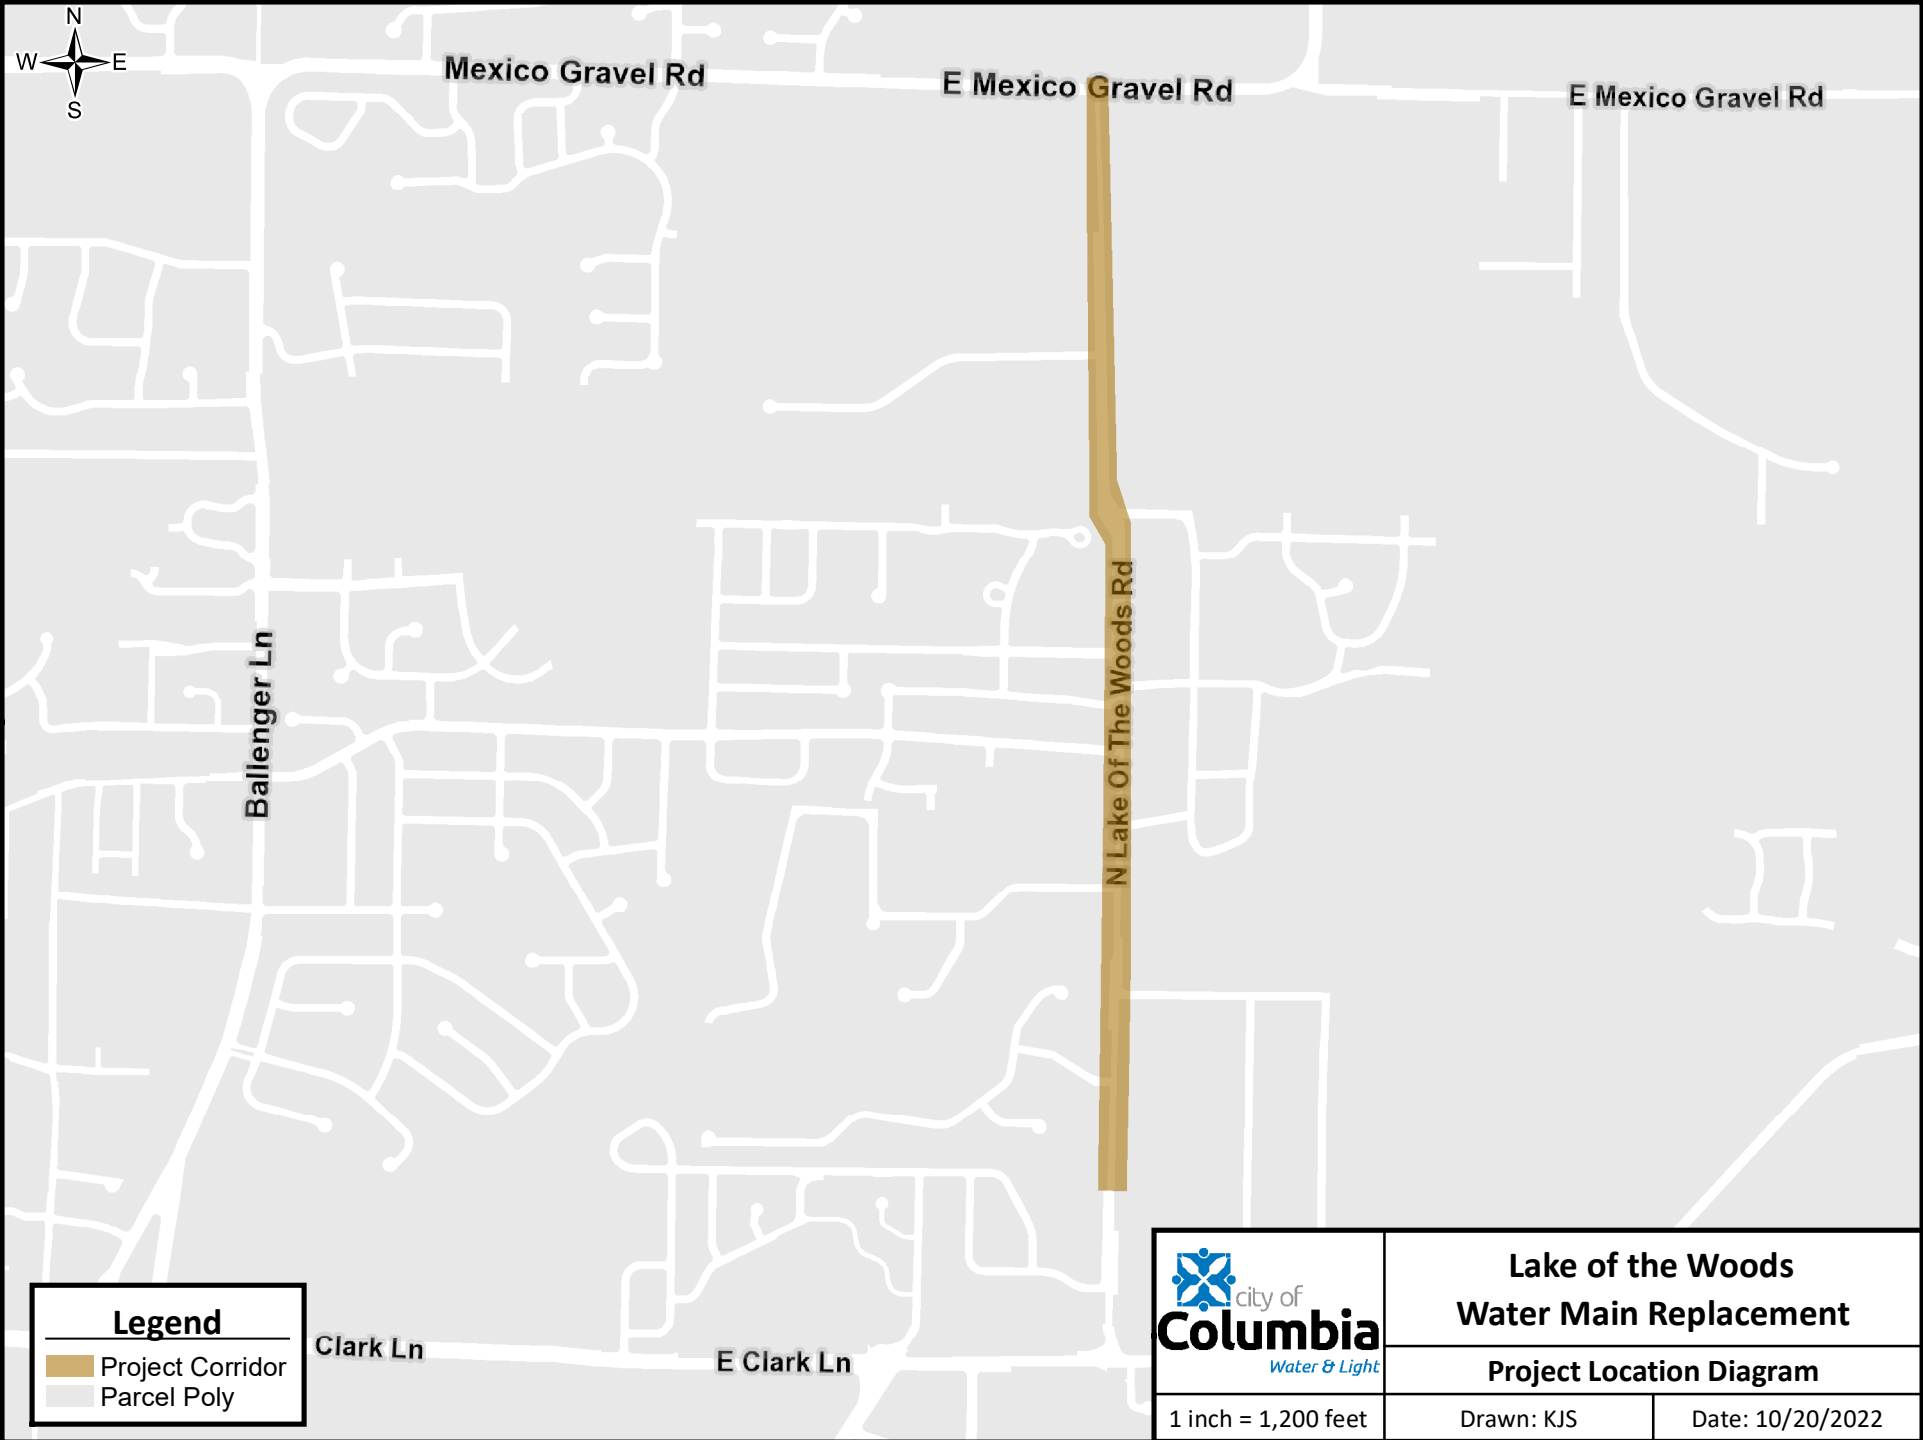 N
W E
S
Mexico Gravel Rd
E Mexico Gravel Rd
E Mexico Gravel Rd
Ballenger Ln
N Lake Of The Woods Rd
Clark Ln
E Clark Ln
Legend
Project Corridor
Parcel Poly
city of
Columbia
Water & Light
Lake of the Woods
Water Main Replacement
Project Location Diagram
1 inch = 1,200 feet
Drawn: KJS
Date: 10/20/2022